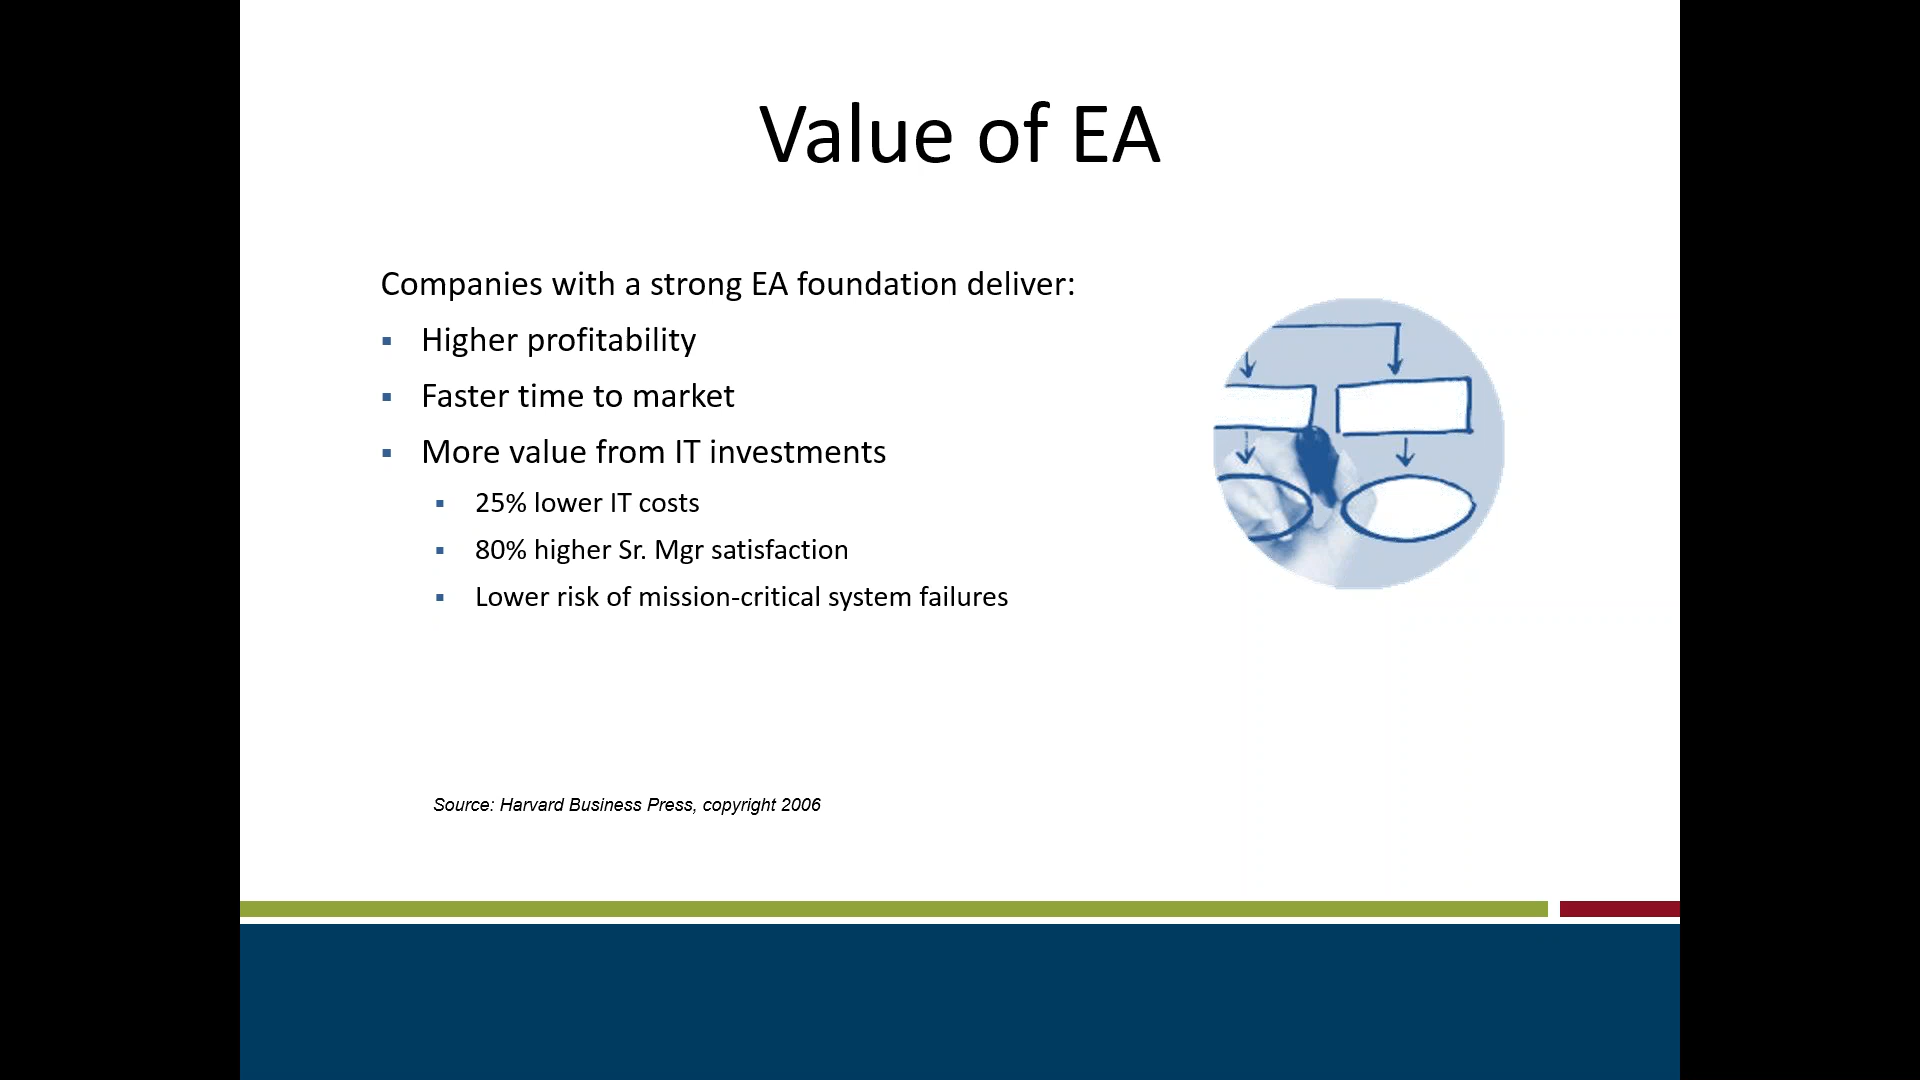 Value of EA
Companies with a strong EA foundation deliver:
▪ Higher profitability
▪ Faster time to market
▪ More value from IT investments
▪ 25% lower IT costs
▪ 80% higher Sr. Mgr satisfaction
▪ Lower risk of mission-critical system failures
Source: Harvard Business Press, copyright 2006